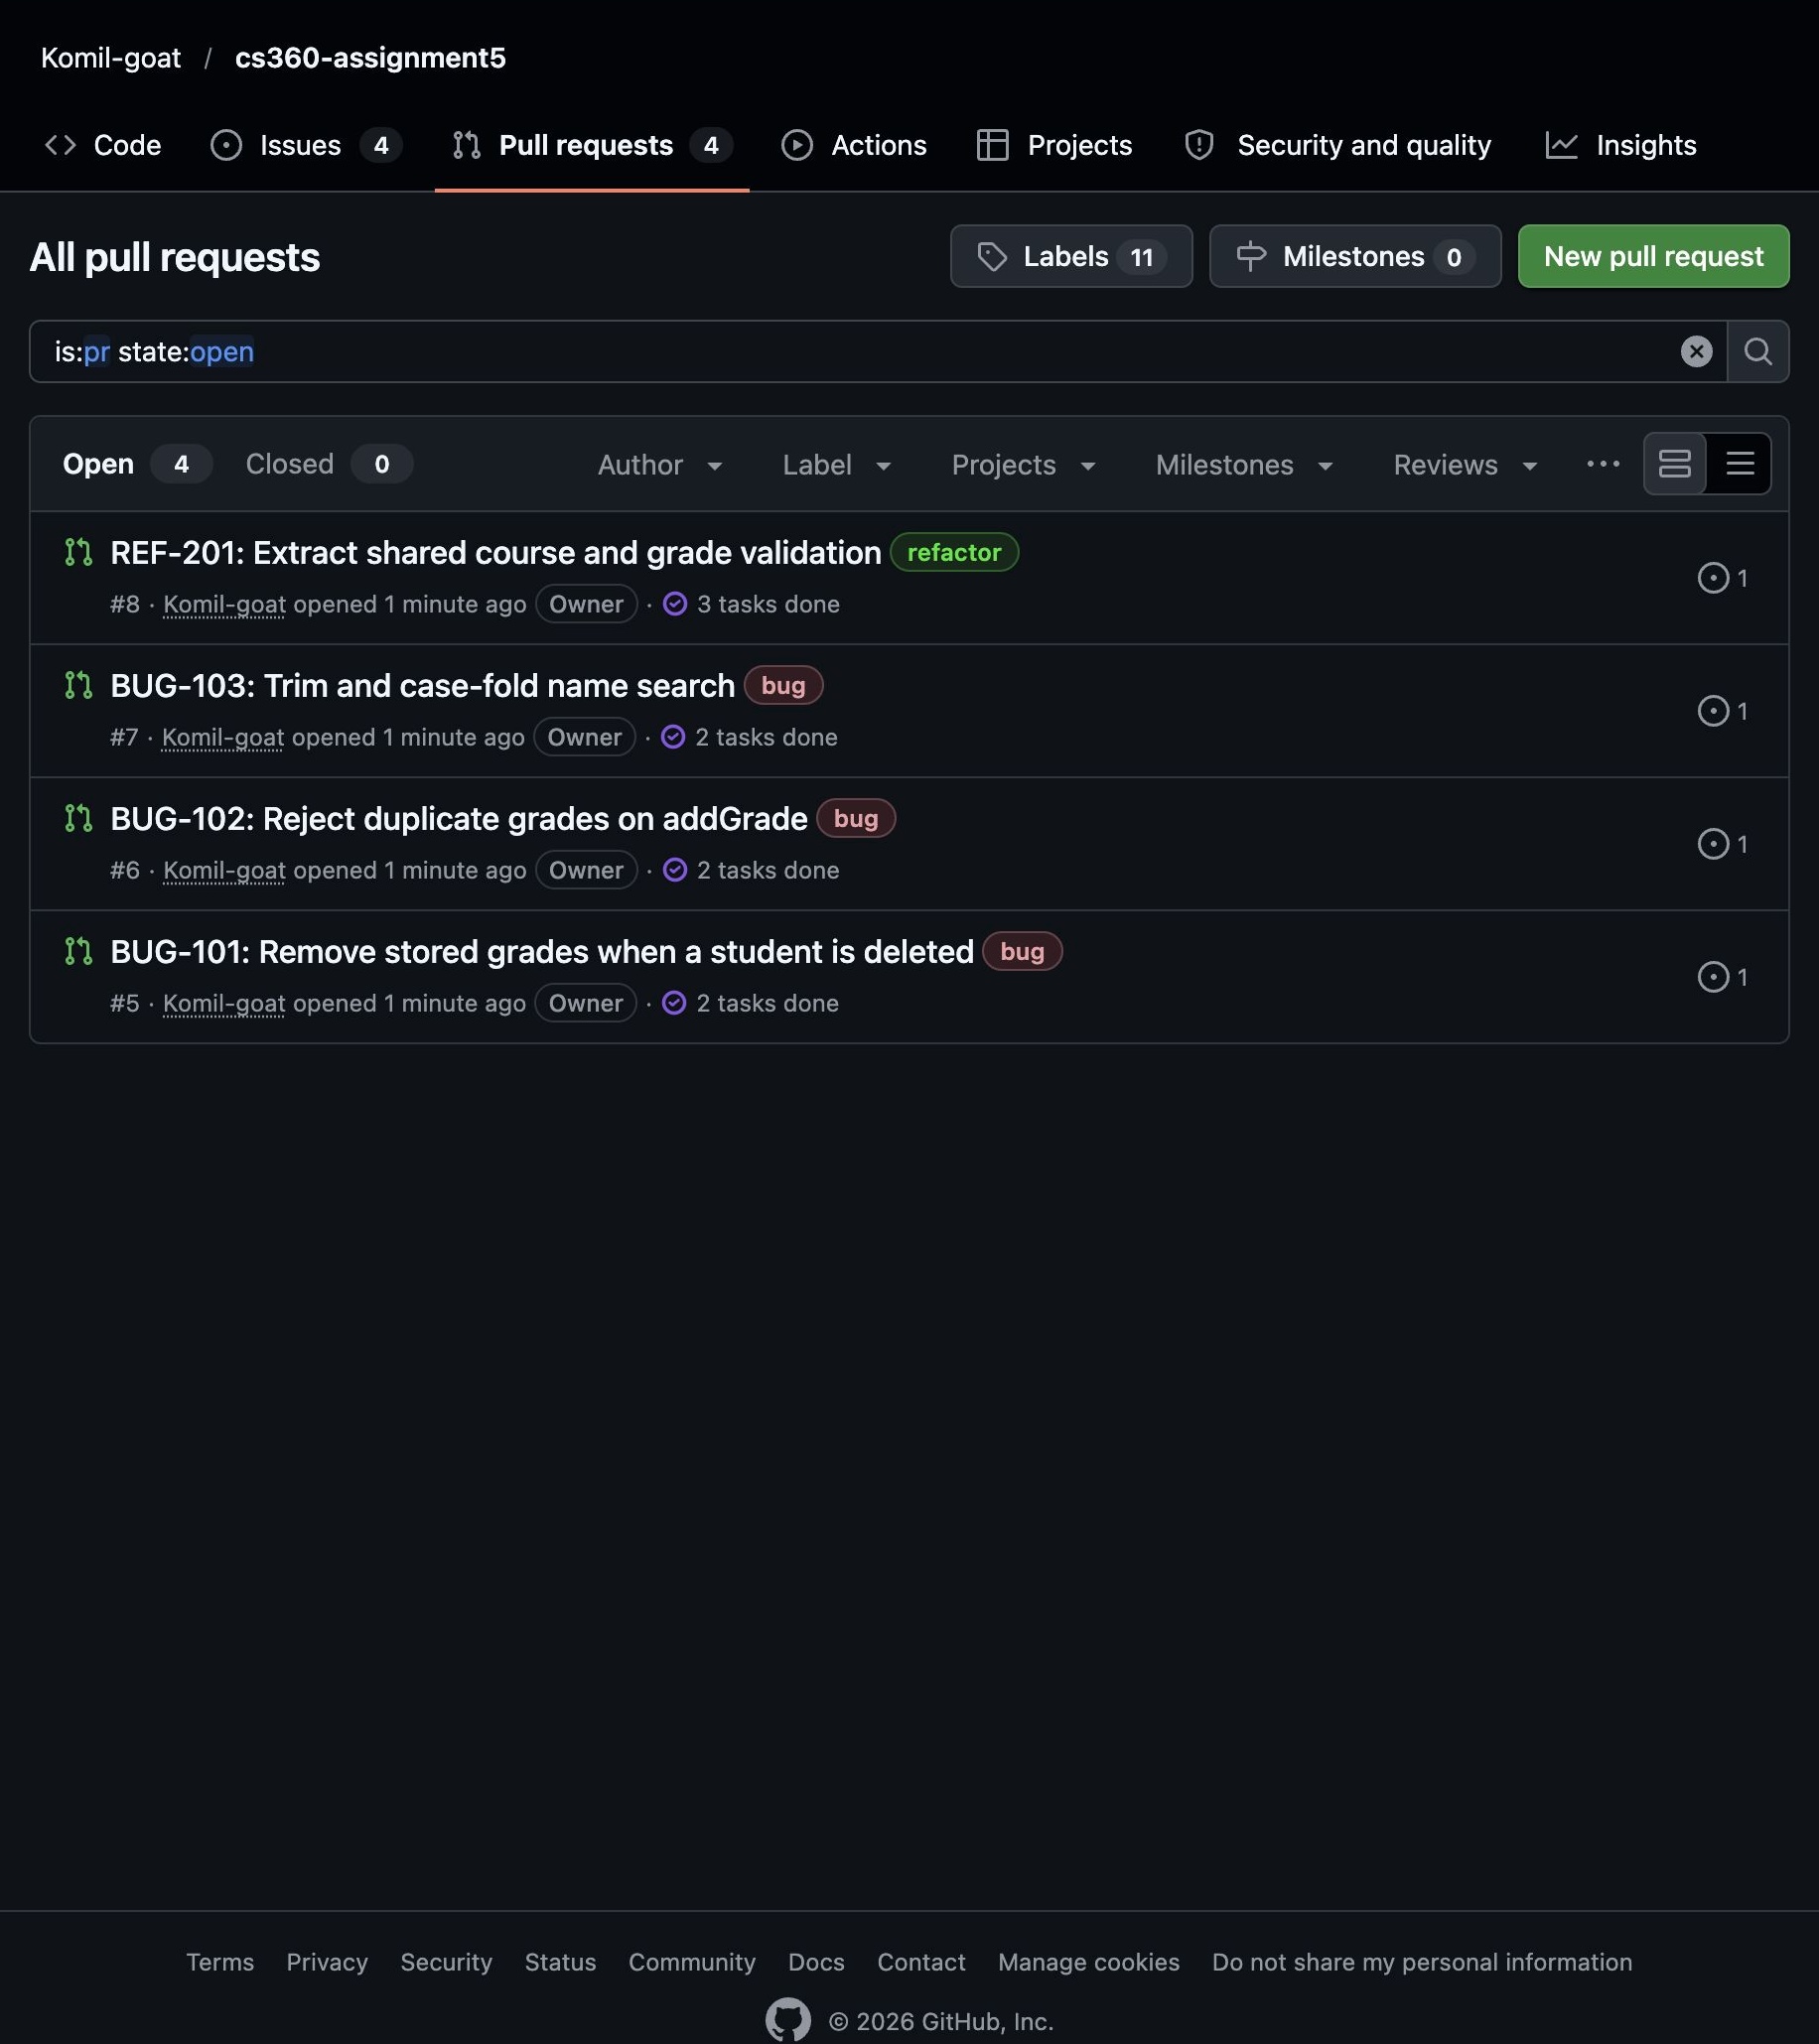 Komil-goat / cs360-assignment5
Code Issues 4 Pull requests 4 Actions Projects Security and quality Insights
All pull requests Labels 11 Milestones 0 New pull request
is:pr state:open
Open 4 Closed 0 Author Label Projects Milestones Reviews ...
REF-201: Extract shared course and grade validation refactor
1
#8 · Komil-goat opened 1 minute ago Owner · 3 tasks done
BUG-103: Trim and case-fold name search bug
1
#7 · Komil-goat opened 1 minute ago Owner · 2 tasks done
BUG-102: Reject duplicate grades on addGrade bug
1
#6 · Komil-goat opened 1 minute ago Owner · 2 tasks done
BUG-101: Remove stored grades when a student is deleted bug
1
#5 · Komil-goat opened 1 minute ago Owner · 2 tasks done
Terms Privacy Security Status Community Docs Contact Manage cookies Do not share my personal information
© 2026 GitHub, Inc.